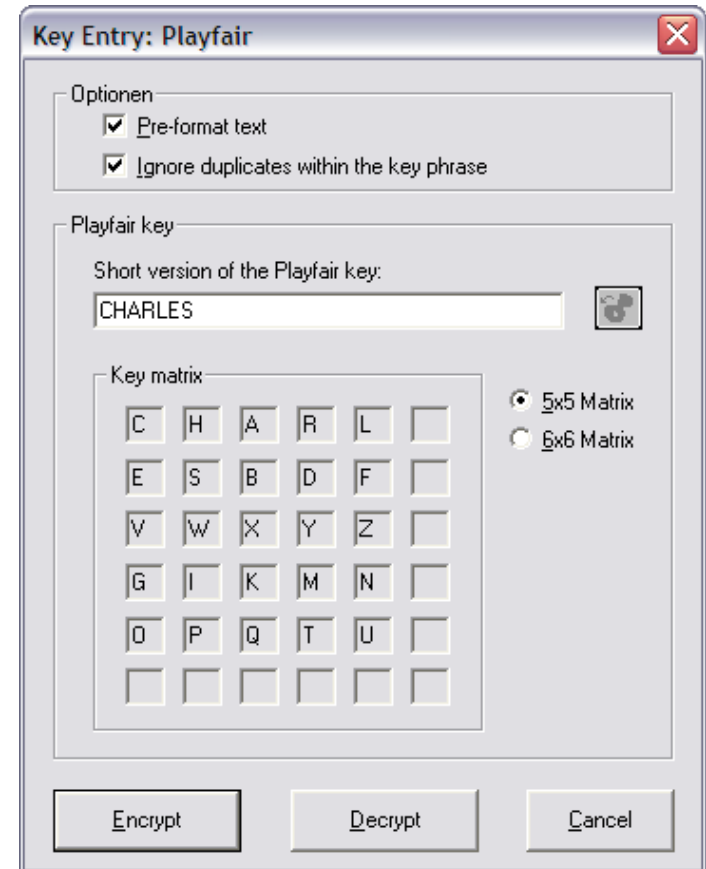 Key Entry: Playfair
Optionen
Pre-format text
Ignore duplicates within the key phrase
Playfair key
Short version of the Playfair key:
CHARLES
Key matrix
C H A R L
5x5 Matrix
6x6 Matrix
E S B D F
V W X Y Z
G I K M N
O P Q T U
Encrypt Decrypt Cancel